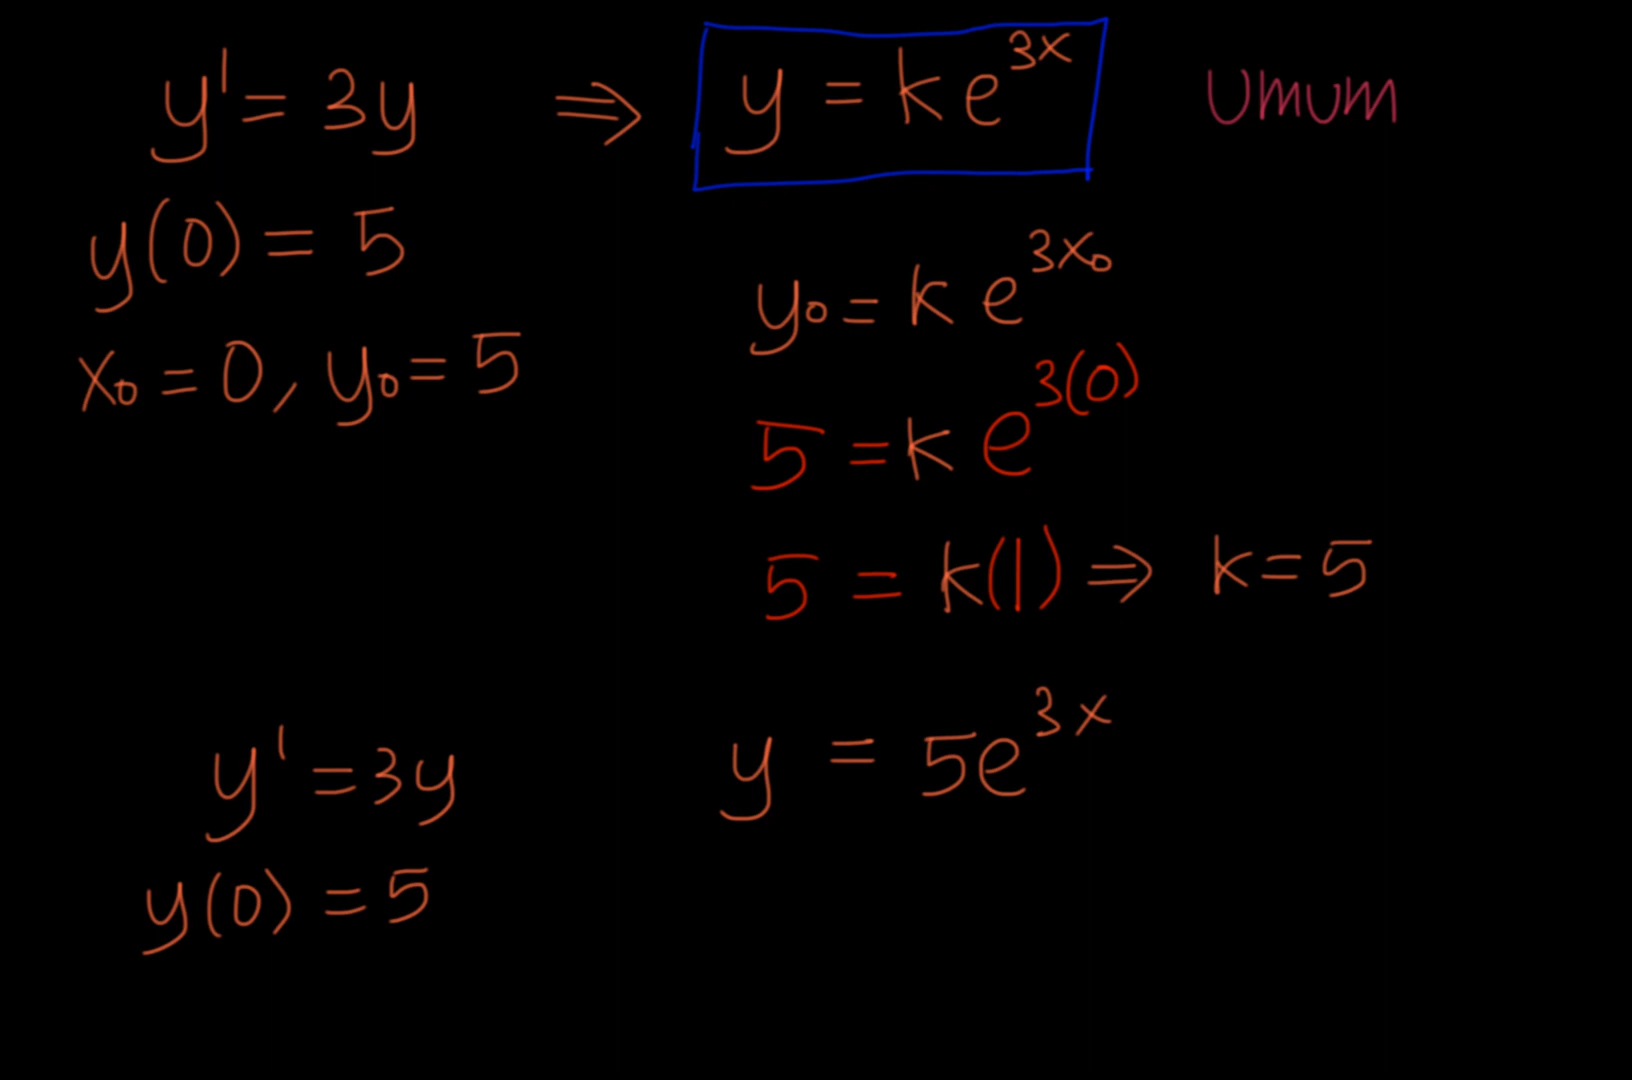 y' = 3y ⇒ y = ke^{3x} Umum
y(0) = 5
y₀ = ke^{3x₀}
x₀ = 0, y₀ = 5
5 = ke^{3(0)}
5 = k(1) ⇒ k = 5
y' = 3y
y = 5e^{3x}
y(0) = 5